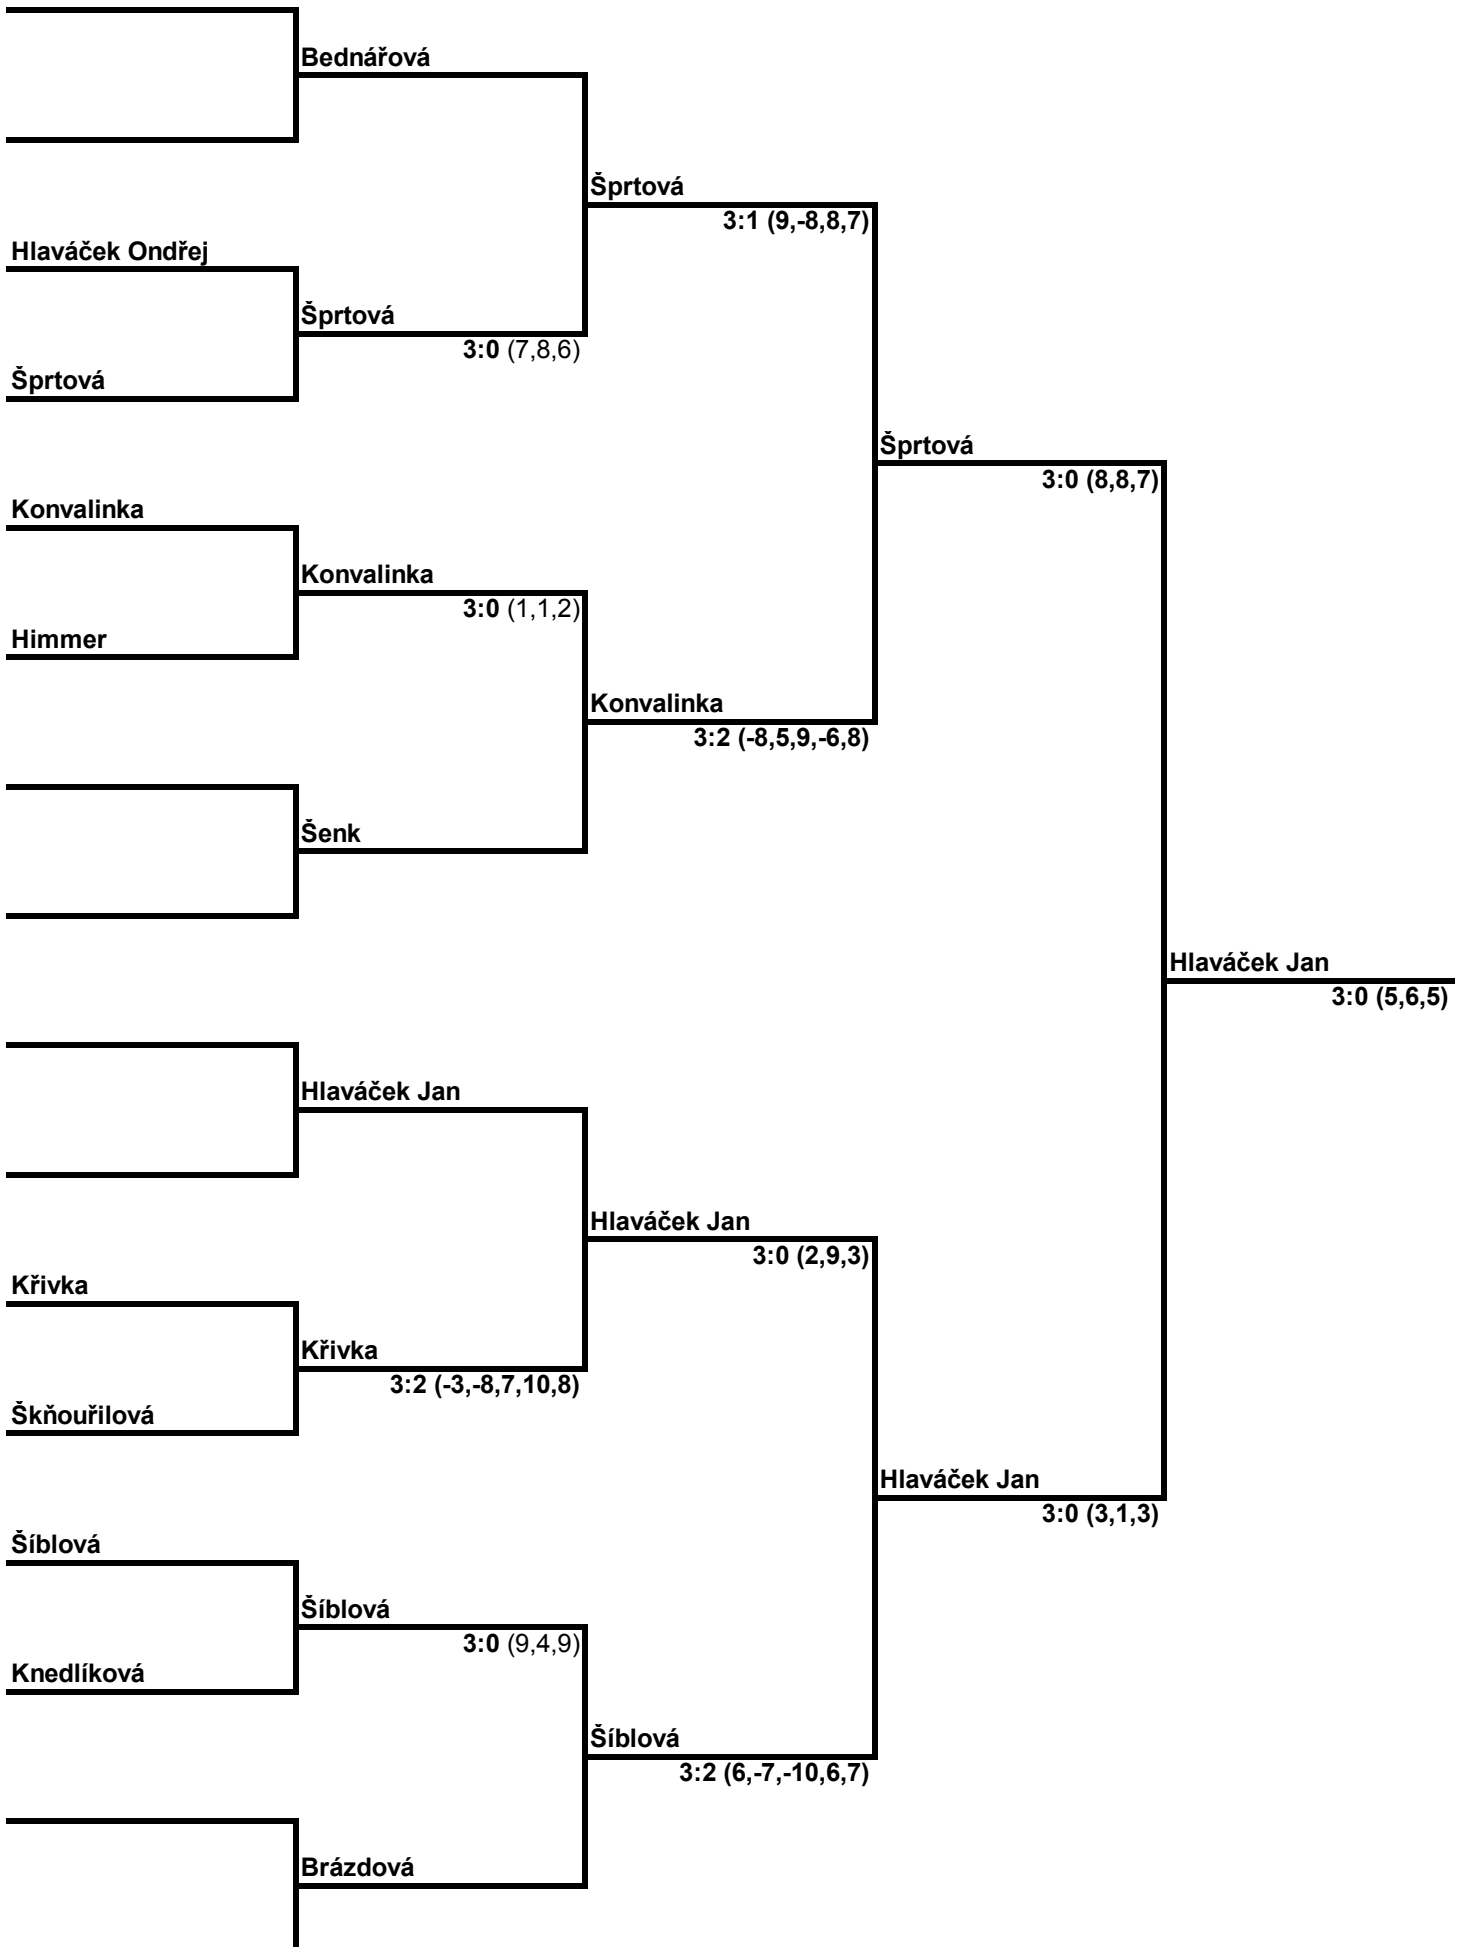 Bednářová
Šprtová
3:1 (9,-8,8,7)
Hlaváček Ondřej
Šprtová
3:0 (7,8,6)
Šprtová
Šprtová
3:0 (8,8,7)
Konvalinka
Konvalinka
3:0 (1,1,2)
Himmer
Konvalinka
3:2 (-8,5,9,-6,8)
Šenk
Hlaváček Jan
3:0 (5,6,5)
Hlaváček Jan
Hlaváček Jan
3:0 (2,9,3)
Křivka
Křivka
3:2 (-3,-8,7,10,8)
Škňouřilová
Hlaváček Jan
3:0 (3,1,3)
Šíblová
Šíblová
3:0 (9,4,9)
Knedlíková
Šíblová
3:2 (6,-7,-10,6,7)
Brázdová